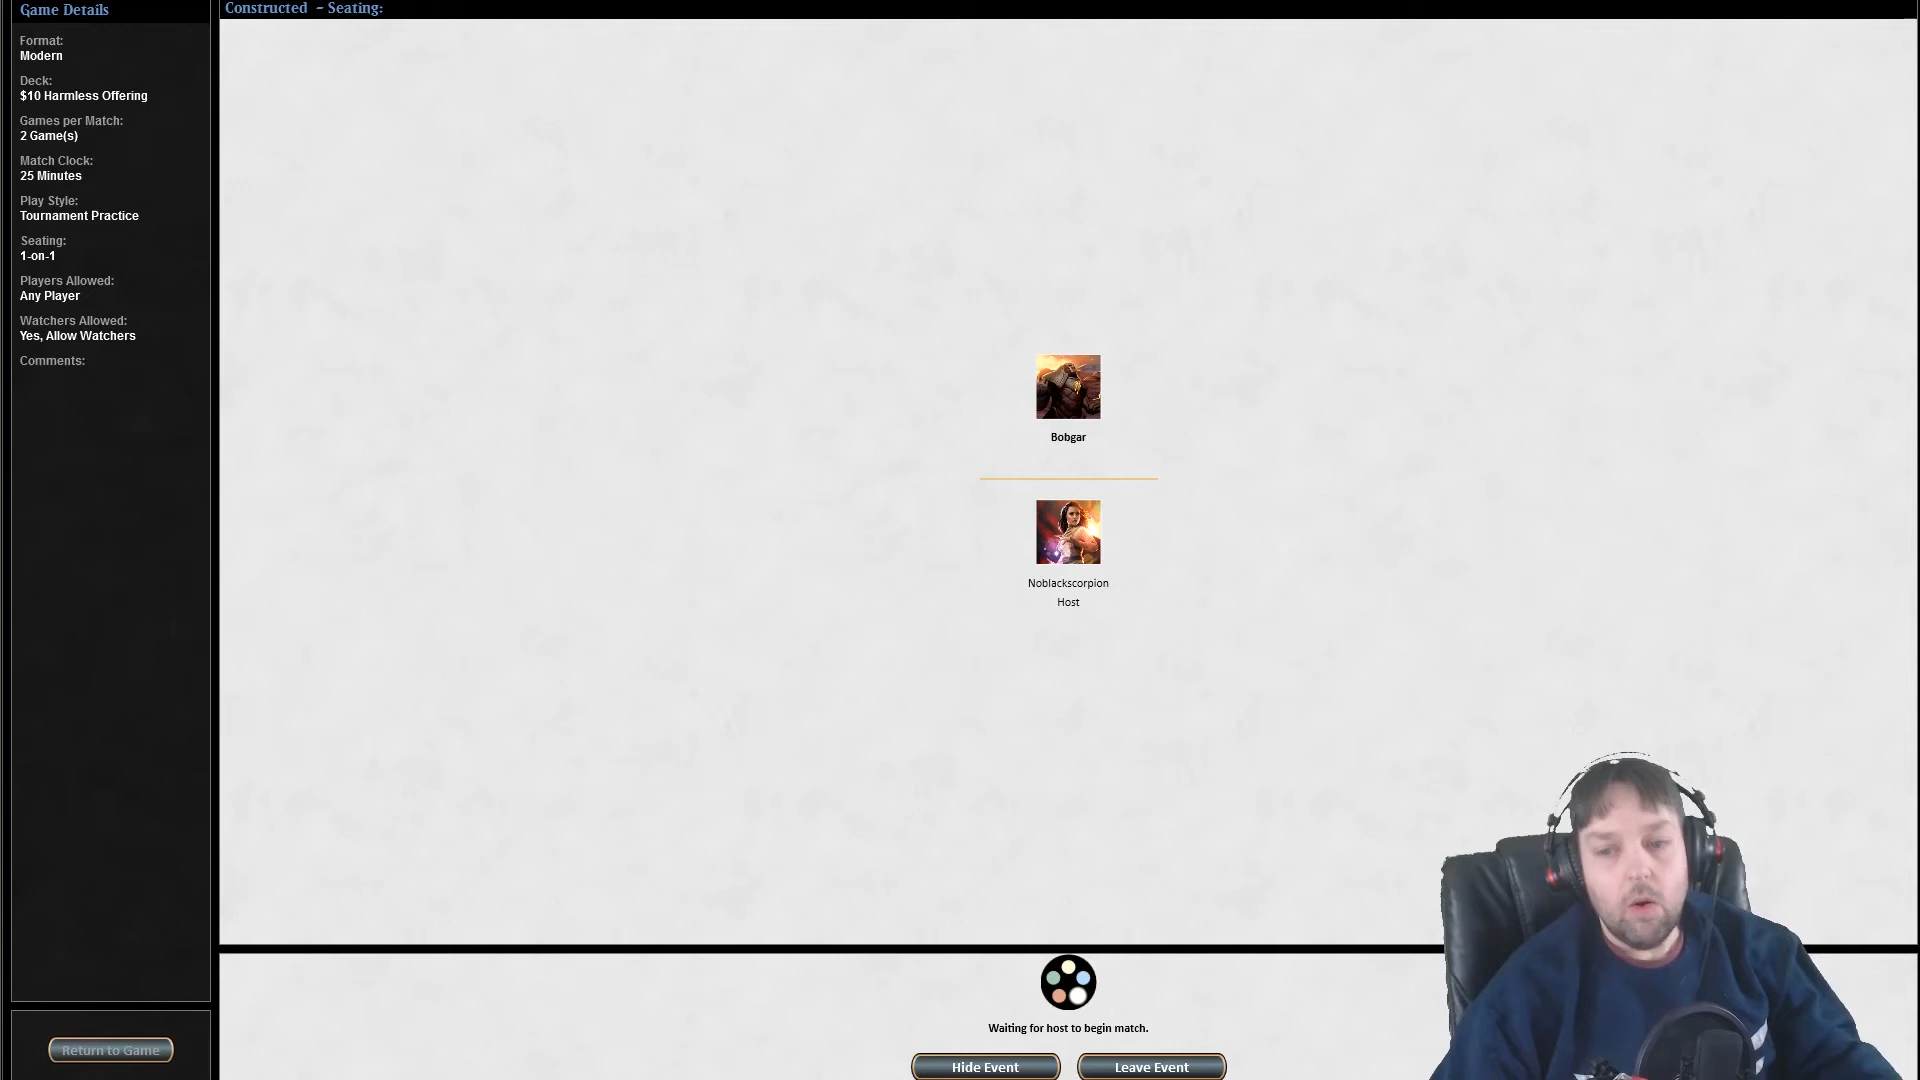 Game Details
Format:
Modern
Deck:
$10 Harmless Offering
Games per Match:
2 Game(s)
Match Clock:
25 Minutes
Play Style:
Tournament Practice
Seating:
1-on-1
Players Allowed:
Any Player
Watchers Allowed:
Yes, Allow Watchers
Comments:
Return to Game
Constructed - Seating:
Bobgar
Noblackscorpion
Host
Waiting for host to begin match.
Hide Event
Leave Event